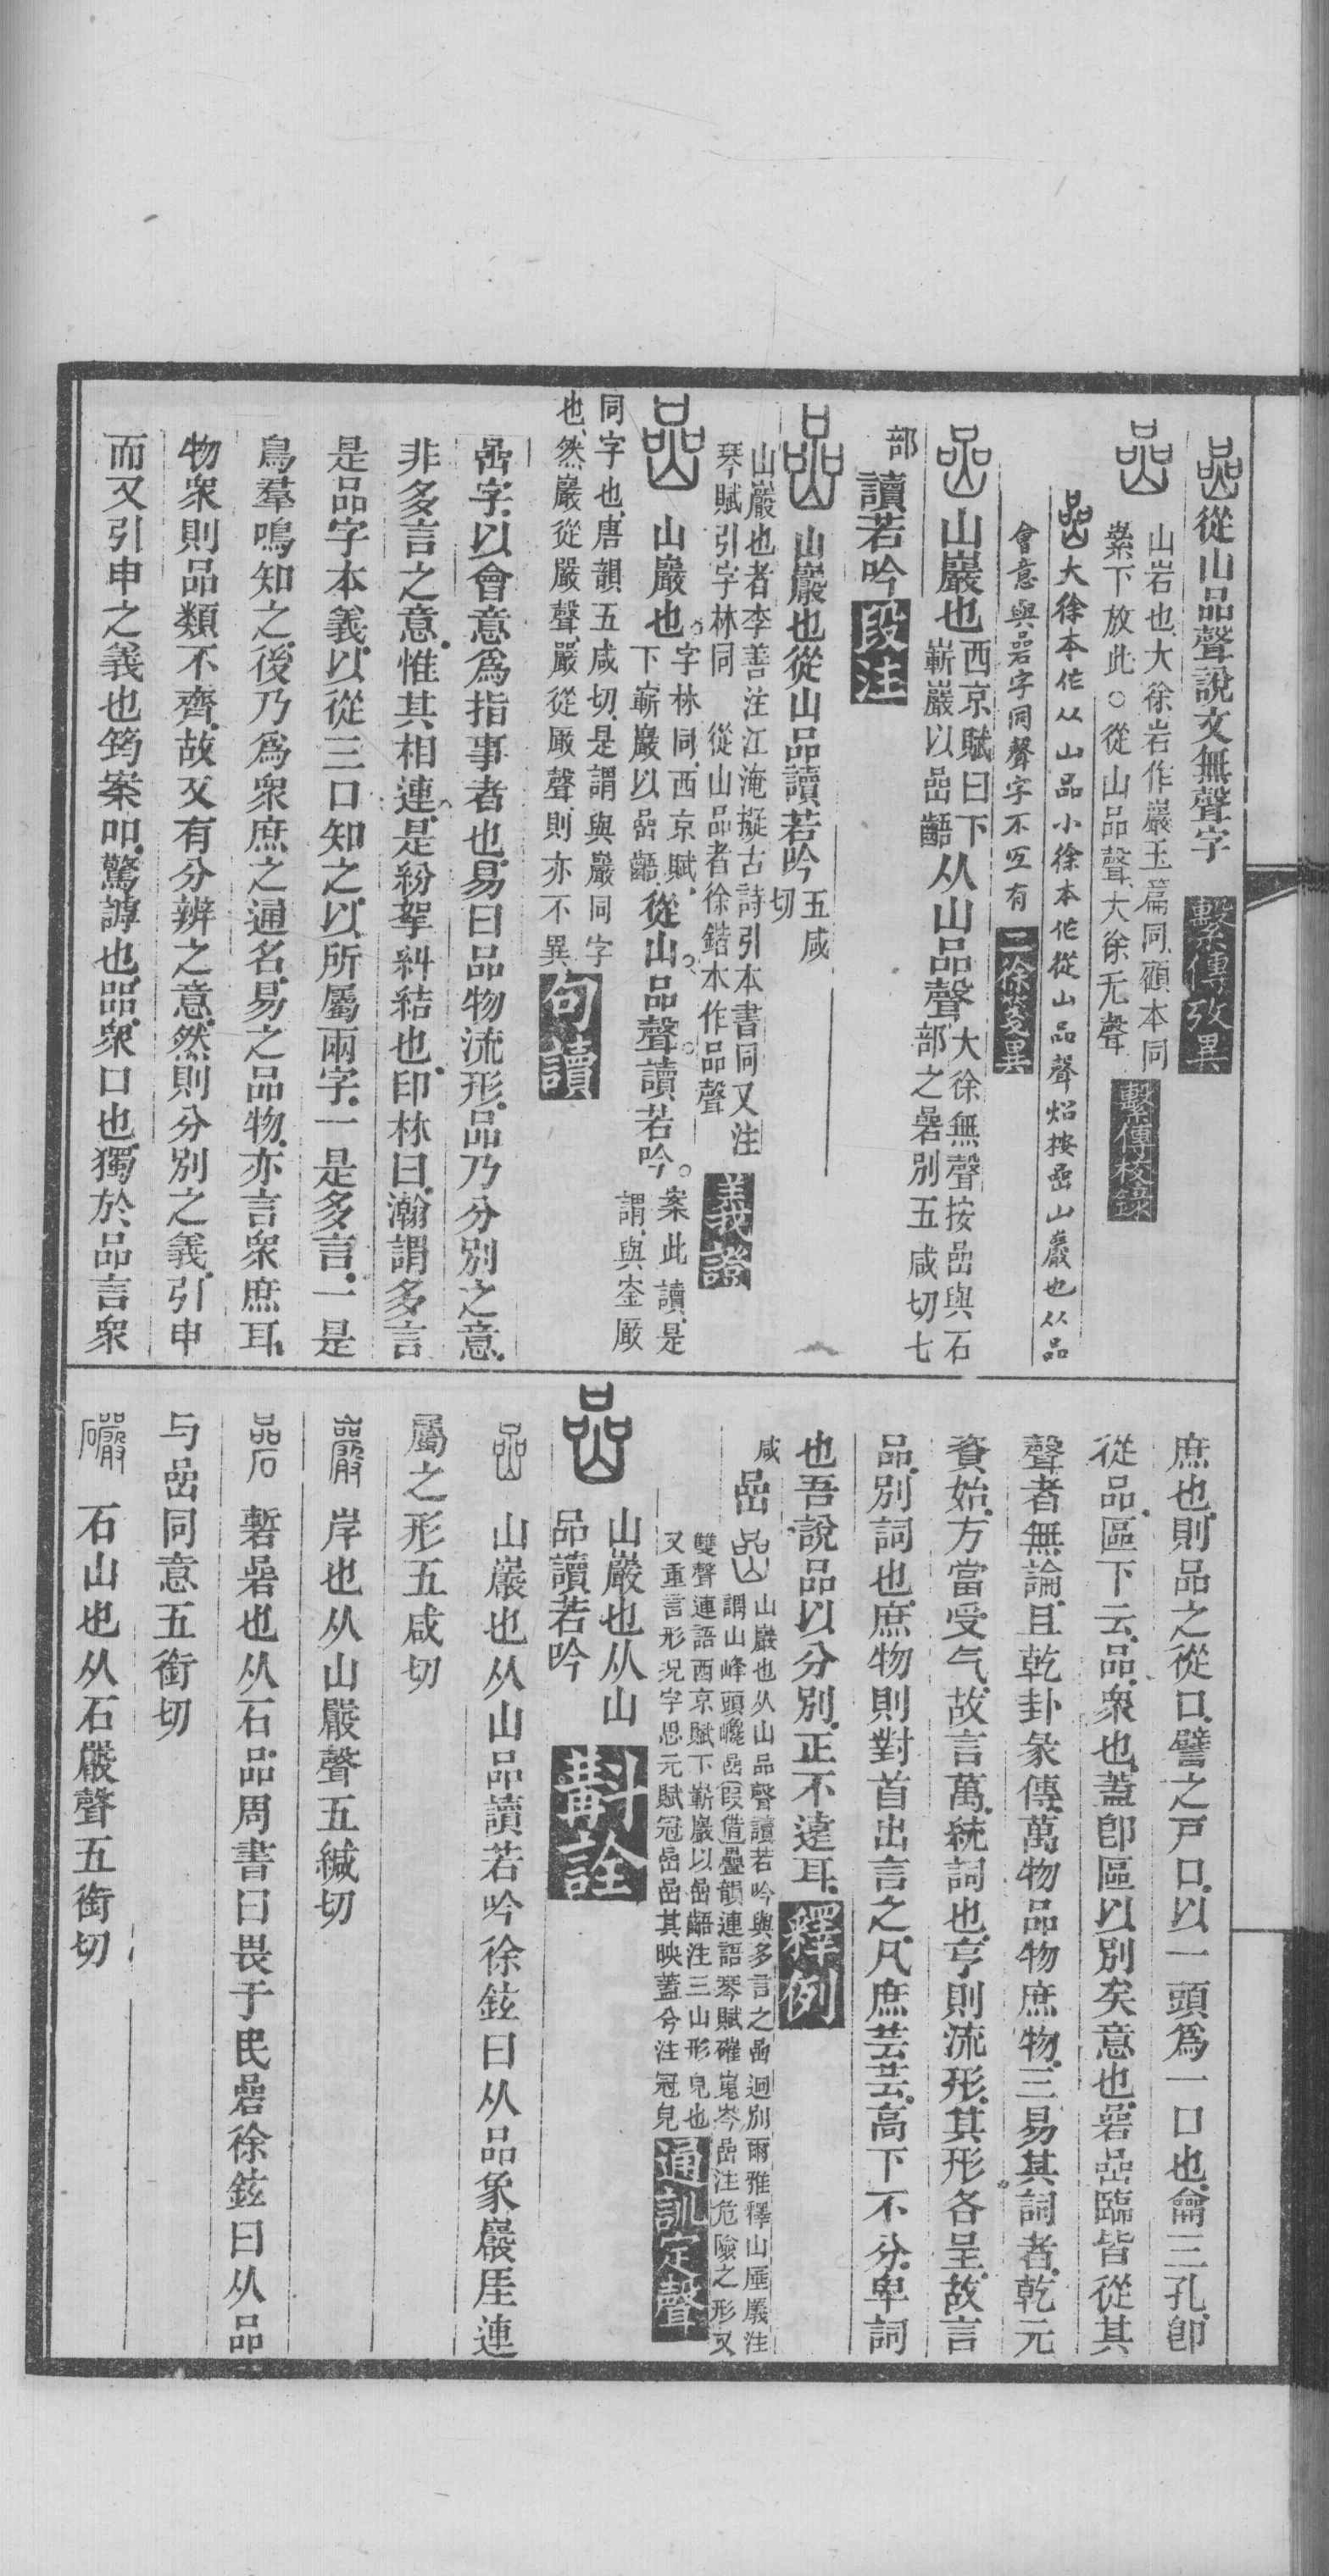 嵒從山品聲說文無聲字 繫傳攷異
嵒 山岩也大徐岩作巖玉篇同顧本同
纍下放此○從山品聲大徐无聲 繫傳校錄
嵒大徐本作从山品小徐本作從山品聲炤按嵒山巖也从品
會意與碞字同聲字不宐有 二徐箋異
嵒 山巖也西京賦曰下
嶄巖以嵒齬从山品聲大徐無聲按嵒與石
部之碞別五咸切七
部讀若吟 段注
嵒 山巖也從山品讀若吟五咸
切
山巖也者李善注江淹擬古詩引本書同又注
琴賦引字林同 從山品者徐鍇本作品聲 義證
嵒 山巖也字林同西京賦
下嶄巖以嵒齬從山品聲讀若吟案此讀是
謂與崟厰
同字也唐韻五咸切是謂與巖同字
也然巖從嚴聲嚴從厰聲則亦不異 句讀
嵒字以會意爲指事者也易曰品物流形品乃分別之意
非多言之意惟其相連是紛挐糾結也印林曰瀚謂多言
是品字本義以從三口知之以所屬兩字一是多言一是
鳥羣鳴知之後乃爲衆庶之通名易之品物亦言衆庶耳
物衆則品類不齊故又有分辨之意然則分別之義引申
而又引申之義也筠案吅驚嘑也㗊衆口也獨於品言衆
庶也則品之從口譬之戸口以一頭爲一口也龠三孔卽
從品區下云品衆也蓋卽區以別矣意也碞嵒臨皆從其
聲者無論且乾卦彖傳萬物品物庶物三易其詞者乾元
資始方當受气故言萬統詞也亨則流形其形各呈故言
品別詞也庶物則對首出言之凡庶芸芸高下不分卑詞
也吾說品以分別正不違耳 釋例
咸
嵒 嵒 山巖也从山品聲讀若吟與多言之嵒迥別爾雅釋山厓巖注
謂山峰頭巉嵒叚借疊韻連語琴賦確嵬岑嵒注危險之形又
雙聲連語西京賦下嶄巖以嵒齬注三山形皃也
又重言形況字思元賦冠嵒嵒其映蓋兮注冠皃 通訓定聲
嵒 山巖也从山
品讀若吟 斠詮
嵒 山巖也从山品讀若吟徐鉉曰从品象巖厓連
屬之形五咸切
巖 岸也从山嚴聲五緘切
碞 磛碞也从石品周書曰畏于民碞徐鉉曰从品
与嵒同意五銜切
礹 石山也从石嚴聲五銜切